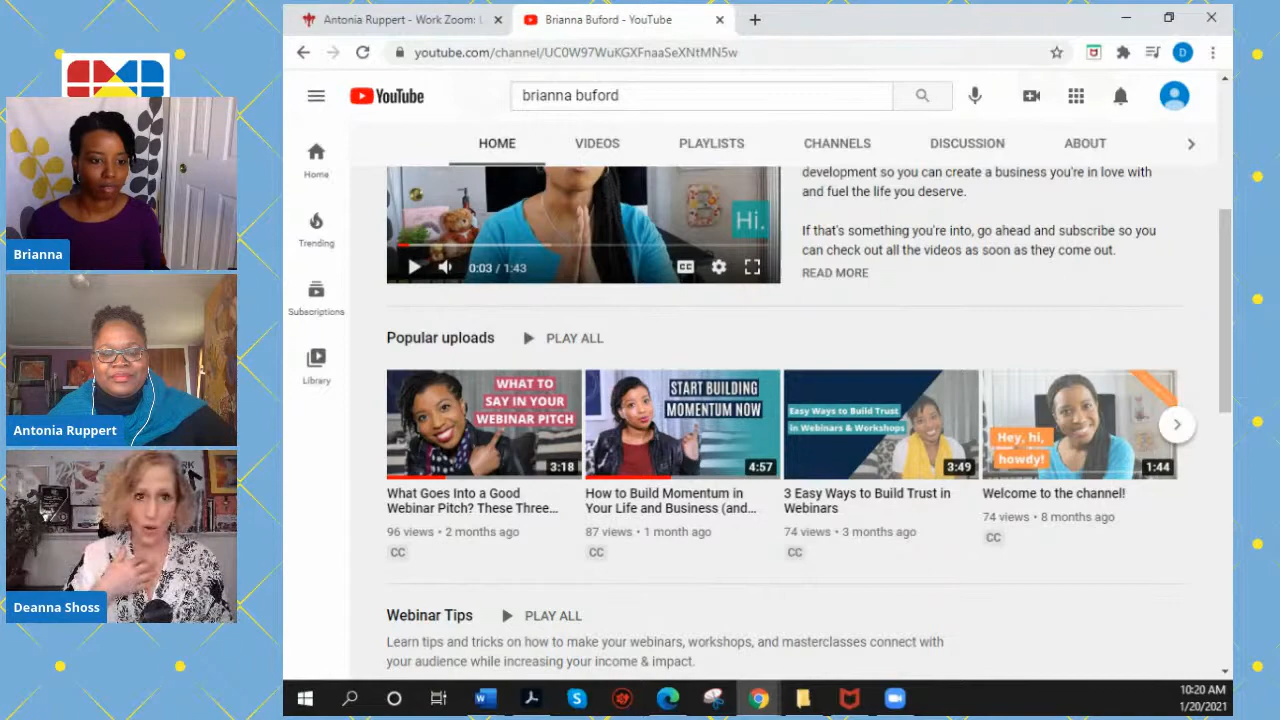 Antonia Ruppert - Work Zoom:
Brianna Buford - YouTube
youtube.com/channel/UC0W97WuKGXFnaaSeXNtMN5w
D
YouTube
brianna buford
HOME
VIDEOS
PLAYLISTS
CHANNELS
DISCUSSION
ABOUT
Home
Trending
Subscriptions
Library
Hi.
0:03 / 1:43
CC
development so you can create a business you're in love with
and fuel the life you deserve.
If that's something you're into, go ahead and subscribe so you
can check out all the videos as soon as they come out.
READ MORE
Popular uploads
PLAY ALL
WHAT TO
SAY IN YOUR
WEBINAR PITCH
3:18
START BUILDING
MOMENTUM NOW
4:57
Easy Ways to Build Trust
in Webinars & Workshops
3:49
Hey, hi,
howdy!
1:44
What Goes Into a Good
Webinar Pitch? These Three...
96 views • 2 months ago
CC
How to Build Momentum in
Your Life and Business (and...
87 views • 1 month ago
CC
3 Easy Ways to Build Trust in
Webinars
74 views • 3 months ago
CC
Welcome to the channel!
74 views • 8 months ago
CC
Webinar Tips
PLAY ALL
Learn tips and tricks on how to make your webinars, workshops, and masterclasses connect with
your audience while increasing your income & impact.
10:20 AM
1/20/2021
Brianna
Antonia Ruppert
Deanna Shoss